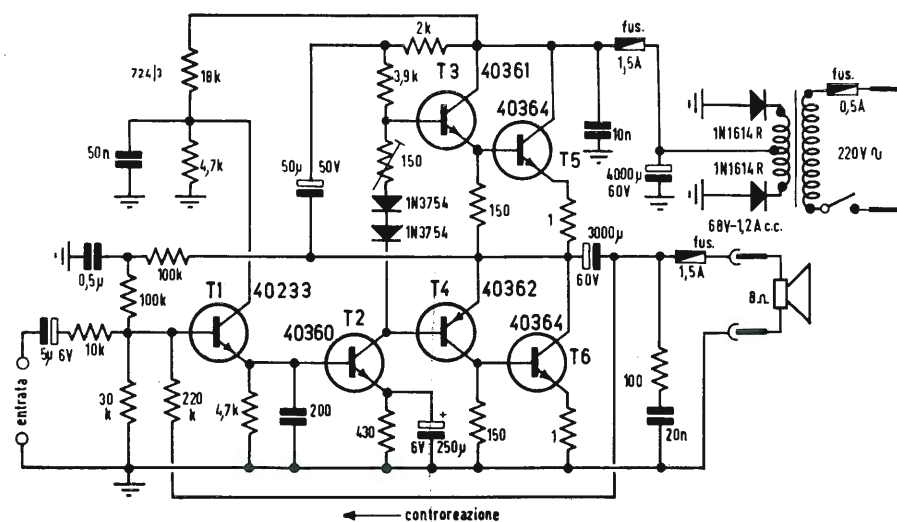 2k
fus.
1,5A
724/3
18k
3,9k
T3
40361
40364
fus.
0,5A
50n
4,7k
50µ
50V
150
T5
10n
1N1614R
1N1614R
220V ∿
4000µ
60V
1N3754
1N3754
150
1
68V-1,2A c.c.
0,5µ
100k
3000µ
60V
fus.
1,5A
100k
T1
40233
T4
40362
8Ω
5µ
6V
10k
40360
T2
40364
T6
entrata
30
k
220
k
4,7k
200
430
6V
+
250µ
150
1
100
20n
controreazione